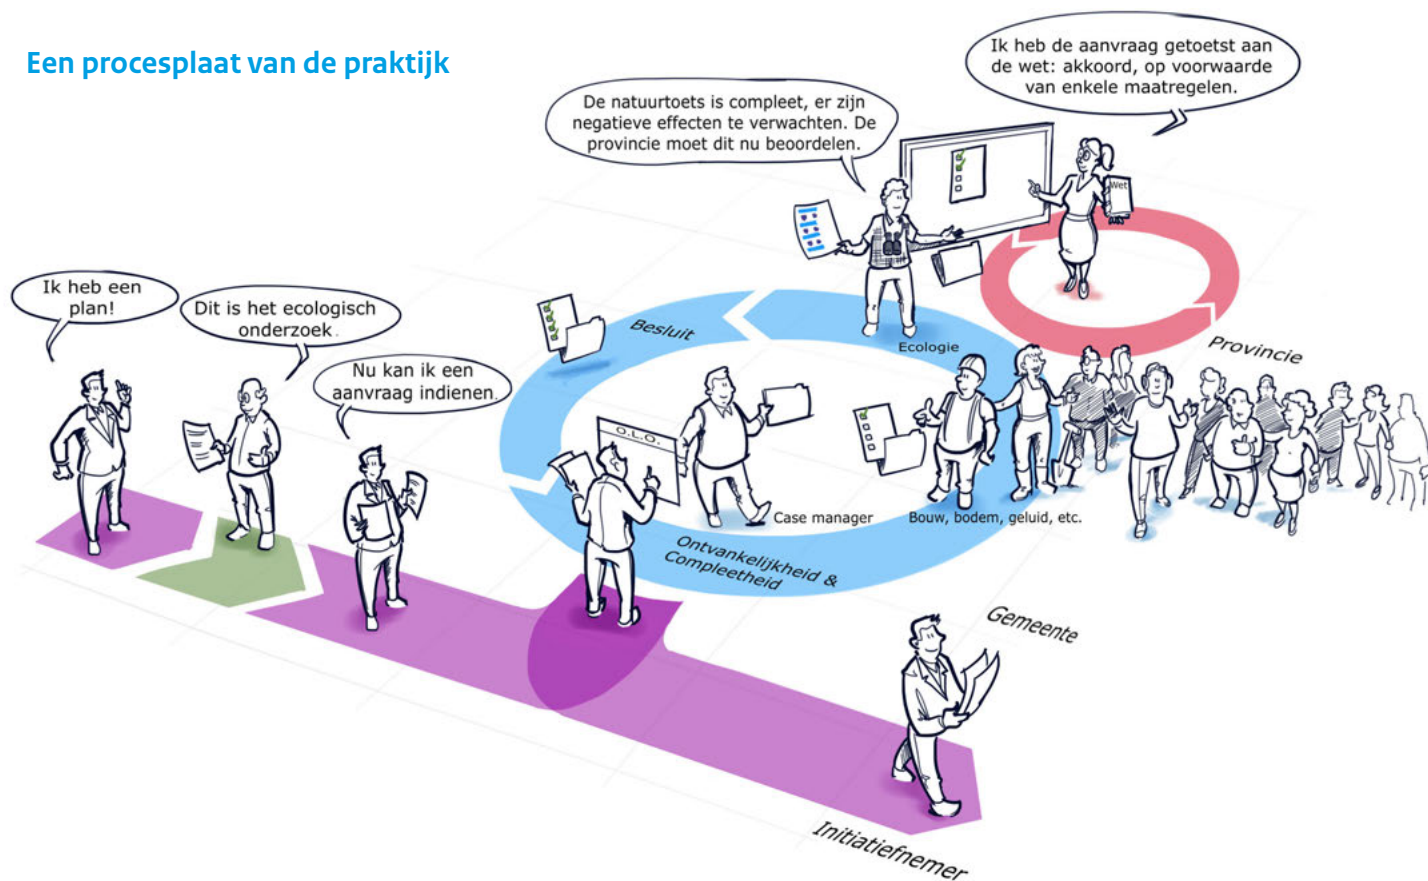 Een procesplaat van de praktijk
Ik heb de aanvraag getoetst aan
de wet: akkoord, op voorwaarde
van enkele maatregelen.
De natuurtoets is compleet, er zijn
negatieve effecten te verwachten. De
provincie moet dit nu beoordelen.
Wet
Ik heb een
plan!
Dit is het ecologisch
onderzoek.
Nu kan ik een
aanvraag indienen.
Besluit
Ecologie
Provincie
O.L.O.
Case manager
Bouw, bodem, geluid, etc.
Ontvankelijkheid &
Compleetheid
Gemeente
Initiatiefnemer